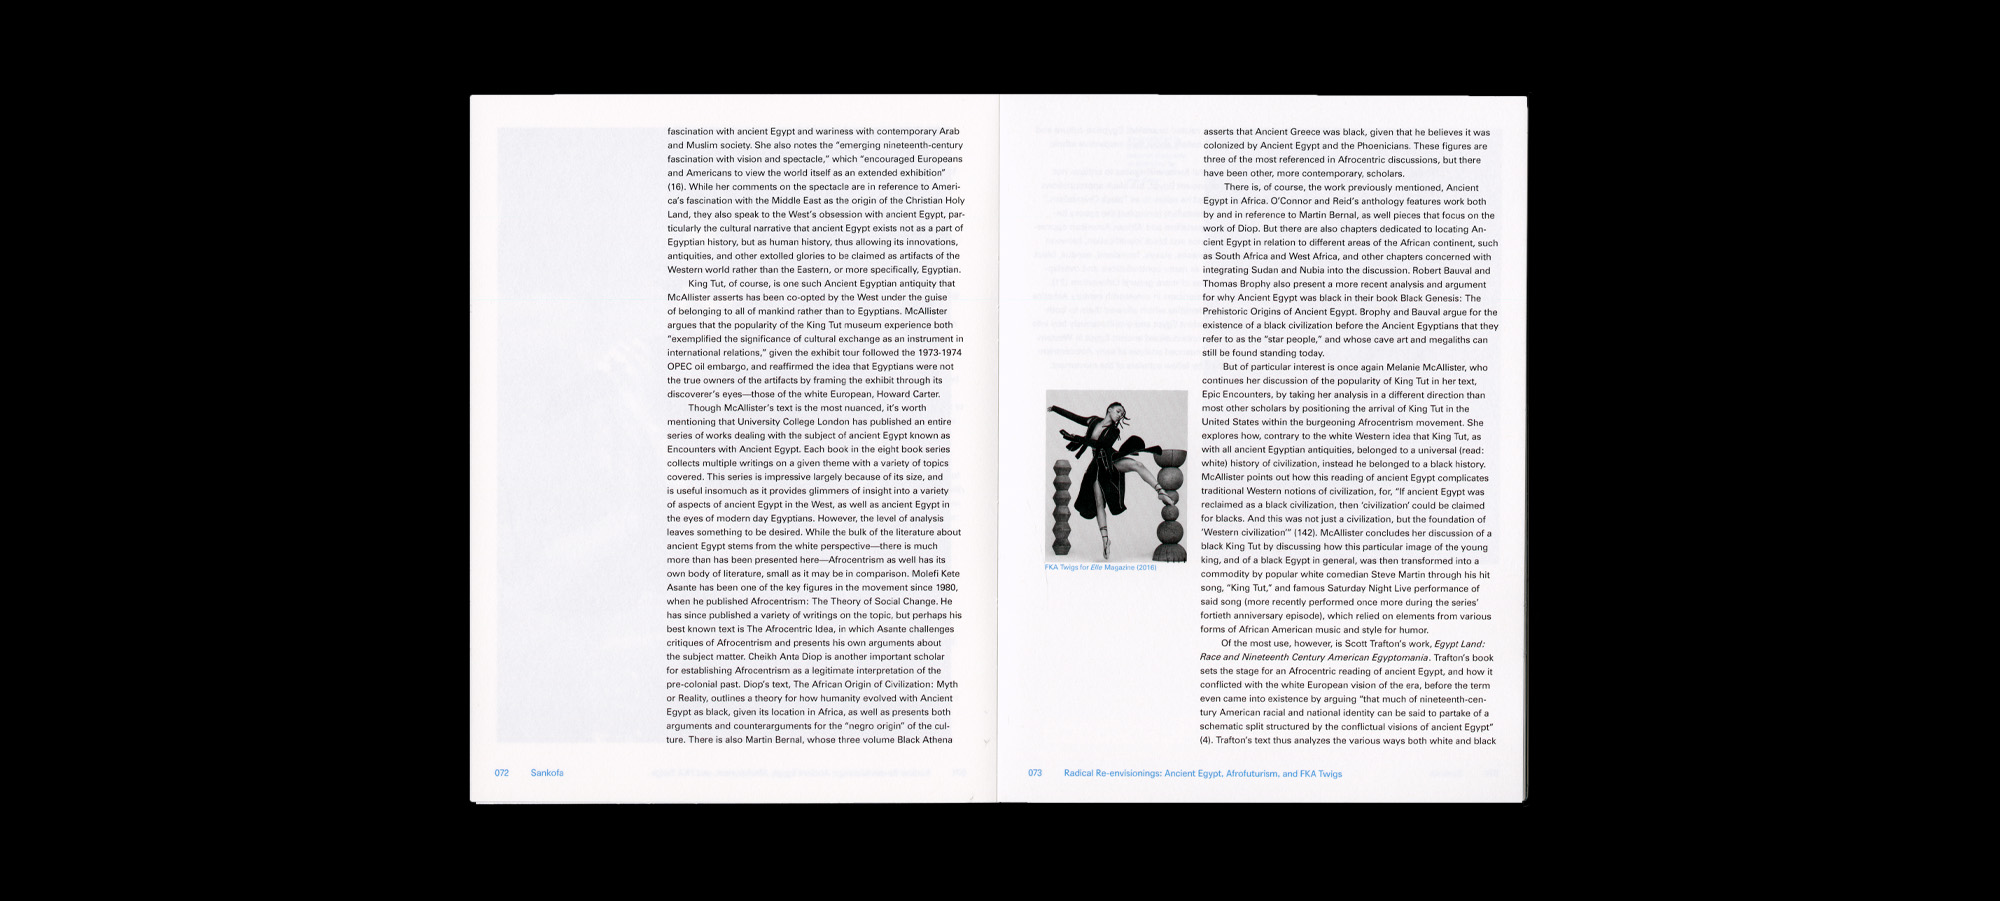 fascination with ancient Egypt and wariness with contemporary Arab
and Muslim society. She also notes the “emerging nineteenth-century
fascination with vision and spectacle,” which “encouraged Europeans
and Americans to view the world itself as an extended exhibition”
(16). While her comments on the spectacle are in reference to Ameri-
ca’s fascination with the Middle East as the origin of the Christian Holy
Land, they also speak to the West’s obsession with ancient Egypt, par-
ticularly the cultural narrative that ancient Egypt exists not as a part of
Egyptian history, but as human history, thus allowing its innovations,
antiquities, and other extolled glories to be claimed as artifacts of the
Western world rather than the Eastern, or more specifically, Egyptian.
King Tut, of course, is one such Ancient Egyptian antiquity that
McAllister asserts has been co-opted by the West under the guise
of belonging to all of mankind rather than to Egyptians. McAllister
argues that the popularity of the King Tut museum experience both
“exemplified the significance of cultural exchange as an instrument in
international relations,” given the exhibit tour followed the 1973-1974
OPEC oil embargo, and reaffirmed the idea that Egyptians were not
the true owners of the artifacts by framing the exhibit through its
discoverer’s eyes—those of the white European, Howard Carter.
Though McAllister’s text is the most nuanced, it’s worth
mentioning that University College London has published an entire
series of works dealing with the subject of ancient Egypt known as
Encounters with Ancient Egypt. Each book in the eight book series
collects multiple writings on a given theme with a variety of topics
covered. This series is impressive largely because of its size, and
is useful insomuch as it provides glimmers of insight into a variety
of aspects of ancient Egypt in the West, as well as ancient Egypt in
the eyes of modern day Egyptians. However, the level of analysis
leaves something to be desired. While the bulk of the literature about
ancient Egypt stems from the white perspective—there is much
more than has been presented here—Afrocentrism as well has its
own body of literature, small as it may be in comparison. Molefi Kete
Asante has been one of the key figures in the movement since 1980,
when he published Afrocentrism: The Theory of Social Change. He
has since published a variety of writings on the topic, but perhaps his
best known text is The Afrocentric Idea, in which Asante challenges
critiques of Afrocentrism and presents his own arguments about
the subject matter. Cheikh Anta Diop is another important scholar
for establishing Afrocentrism as a legitimate interpretation of the
pre-colonial past. Diop’s text, The African Origin of Civilization: Myth
or Reality, outlines a theory for how humanity evolved with Ancient
Egypt as black, given its location in Africa, as well as presents both
arguments and counterarguments for the “negro origin” of the cul-
ture. There is also Martin Bernal, whose three volume Black Athena
072 Sankofa
asserts that Ancient Greece was black, given that he believes it was
colonized by Ancient Egypt and the Phoenicians. These figures are
three of the most referenced in Afrocentric discussions, but there
have been other, more contemporary, scholars.
There is, of course, the work previously mentioned, Ancient
Egypt in Africa. O’Connor and Reid’s anthology features work both
by and in reference to Martin Bernal, as well pieces that focus on the
work of Diop. But there are also chapters dedicated to locating An-
cient Egypt in relation to different areas of the African continent, such
as South Africa and West Africa, and other chapters concerned with
integrating Sudan and Nubia into the discussion. Robert Bauval and
Thomas Brophy also present a more recent analysis and argument
for why Ancient Egypt was black in their book Black Genesis: The
Prehistoric Origins of Ancient Egypt. Brophy and Bauval argue for the
existence of a black civilization before the Ancient Egyptians that they
refer to as the “star people,” and whose cave art and megaliths can
still be found standing today.
But of particular interest is once again Melanie McAllister, who
continues her discussion of the popularity of King Tut in her text,
Epic Encounters, by taking her analysis in a different direction than
most other scholars by positioning the arrival of King Tut in the
United States within the burgeoning Afrocentrism movement. She
explores how, contrary to the white Western idea that King Tut, as
with all ancient Egyptian antiquities, belonged to a universal (read:
white) history of civilization, instead he belonged to a black history.
McAllister points out how this reading of ancient Egypt complicates
traditional Western notions of civilization, for, “If ancient Egypt was
reclaimed as a black civilization, then ‘civilization’ could be claimed
for blacks. And this was not just a civilization, but the foundation of
‘Western civilization’” (142). McAllister concludes her discussion of a
black King Tut by discussing how this particular image of the young
king, and of a black Egypt in general, was then transformed into a
commodity by popular white comedian Steve Martin through his hit
song, “King Tut,” and famous Saturday Night Live performance of
said song (more recently performed once more during the series’
fortieth anniversary episode), which relied on elements from various
forms of African American music and style for humor.
Of the most use, however, is Scott Trafton’s work, Egypt Land:
Race and Nineteenth Century American Egyptomania. Trafton’s book
sets the stage for an Afrocentric reading of ancient Egypt, and how it
conflicted with the white European vision of the era, before the term
even came into existence by arguing “that much of nineteenth-cen-
tury American racial and national identity can be said to partake of a
schematic split structured by the conflictual visions of ancient Egypt”
(4). Trafton’s text thus analyzes the various ways both white and black
FKA Twigs for Elle Magazine (2016)
073 Radical Re-envisionings: Ancient Egypt, Afrofuturism, and FKA Twigs